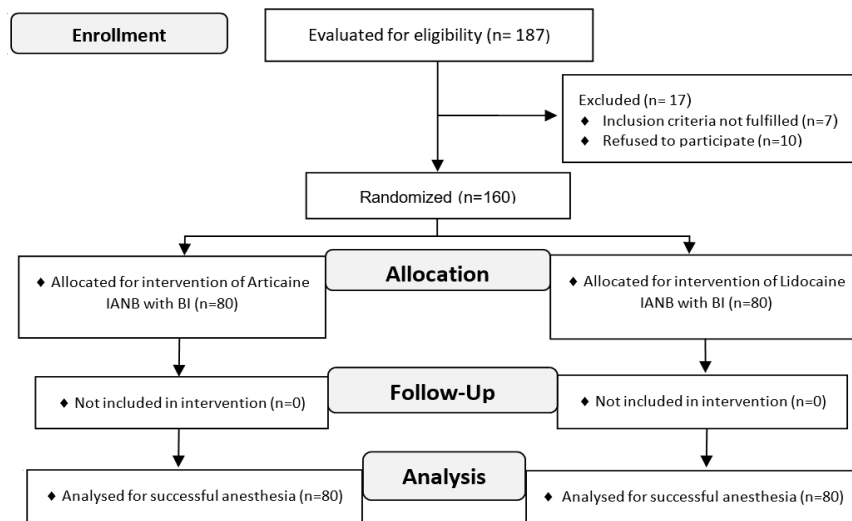 Enrollment
Evaluated for eligibility (n= 187)
Excluded (n= 17)
♦ Inclusion criteria not fulfilled (n=7)
♦ Refused to participate (n=10)
Randomized (n=160)
Allocation
♦ Allocated for intervention of Articaine
IANB with BI (n=80)
♦ Allocated for intervention of Lidocaine
IANB with BI (n=80)
Follow-Up
♦ Not included in intervention (n=0)
♦ Not included in intervention (n=0)
Analysis
♦ Analysed for successful anesthesia (n=80)
♦ Analysed for successful anesthesia (n=80)